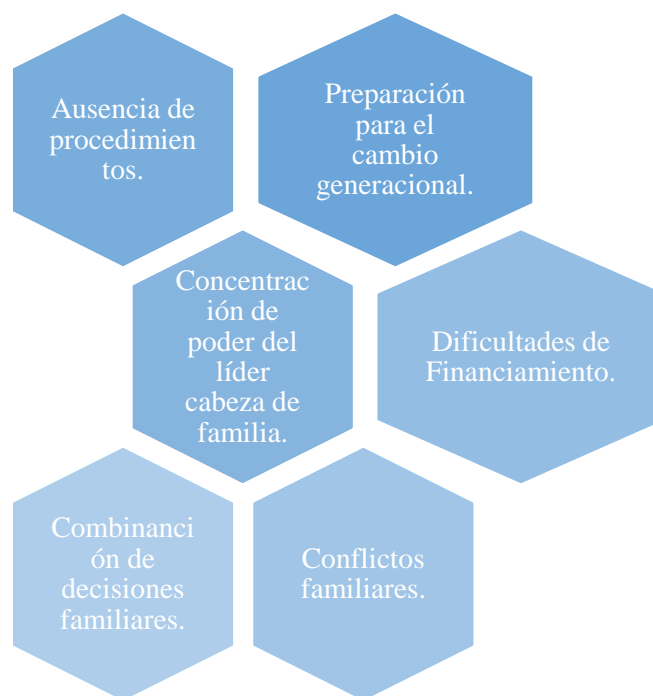 Ausencia de
procedimien
tos.
Preparación
para el
cambio
generacional.
Concentrac
ión de
poder del
líder
cabeza de
familia.
Dificultades de
Financiamiento.
Combinanci
ón de
decisiones
familiares.
Conflictos
familiares.